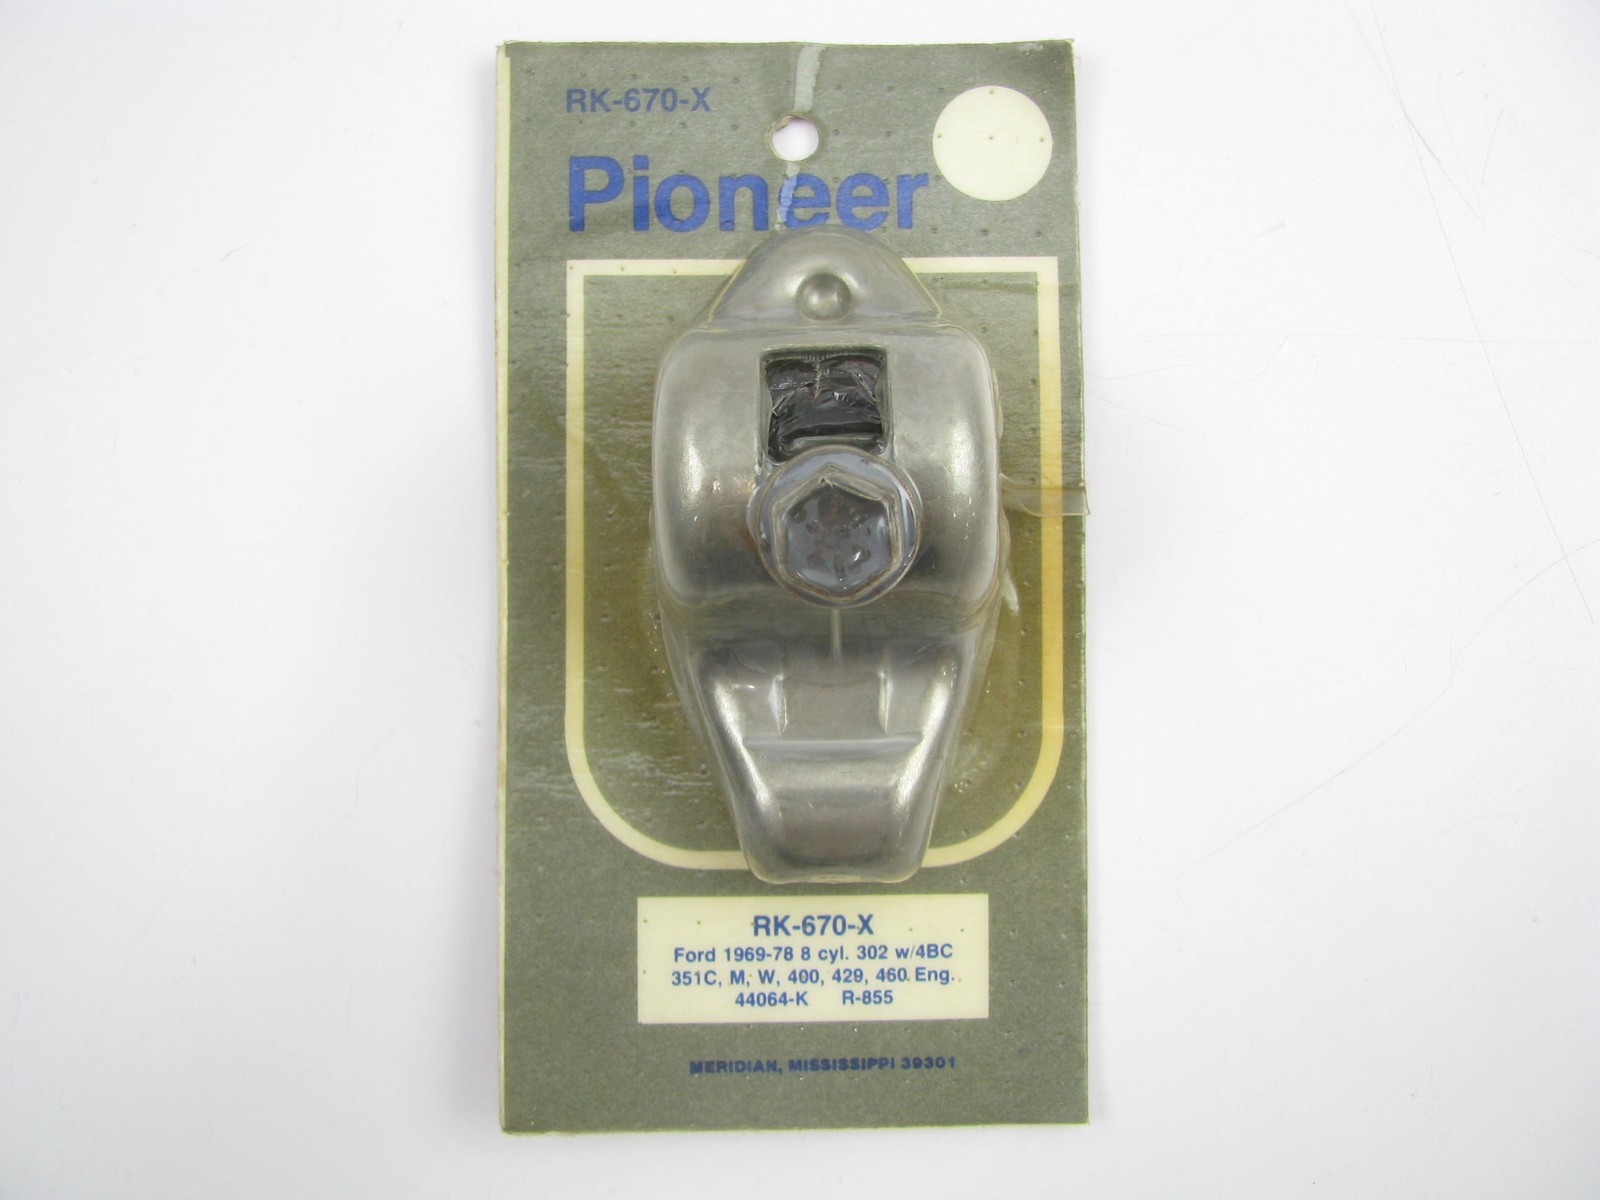 RK-670-X
Pioneer
RK-670-X
Ford 1969-78 8 cyl. 302 w/4BC
351C, M, W, 400, 429, 460 Eng.
44064-K R-855
MERIDIAN, MISSISSIPPI 39301